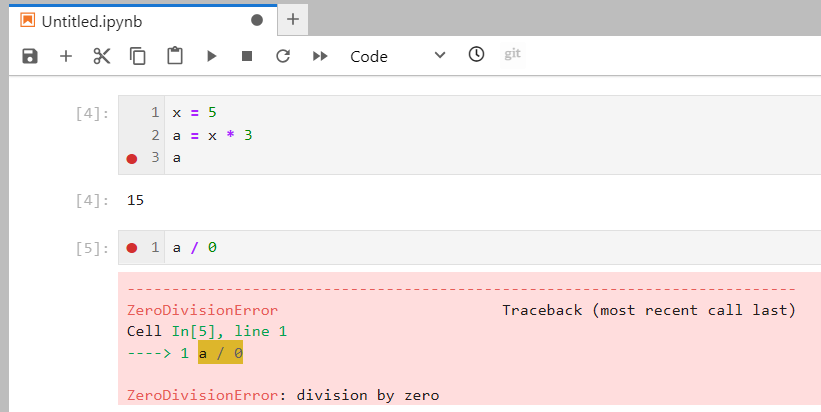 Untitled.ipynb
Code git
[4]: 1 x = 5
2 a = x * 3
3 a
[4]: 15
[5]: 1 a / 0
---------------------------------------------------------------------------
ZeroDivisionError Traceback (most recent call last)
Cell In[5], line 1
----> 1 a / 0
ZeroDivisionError: division by zero